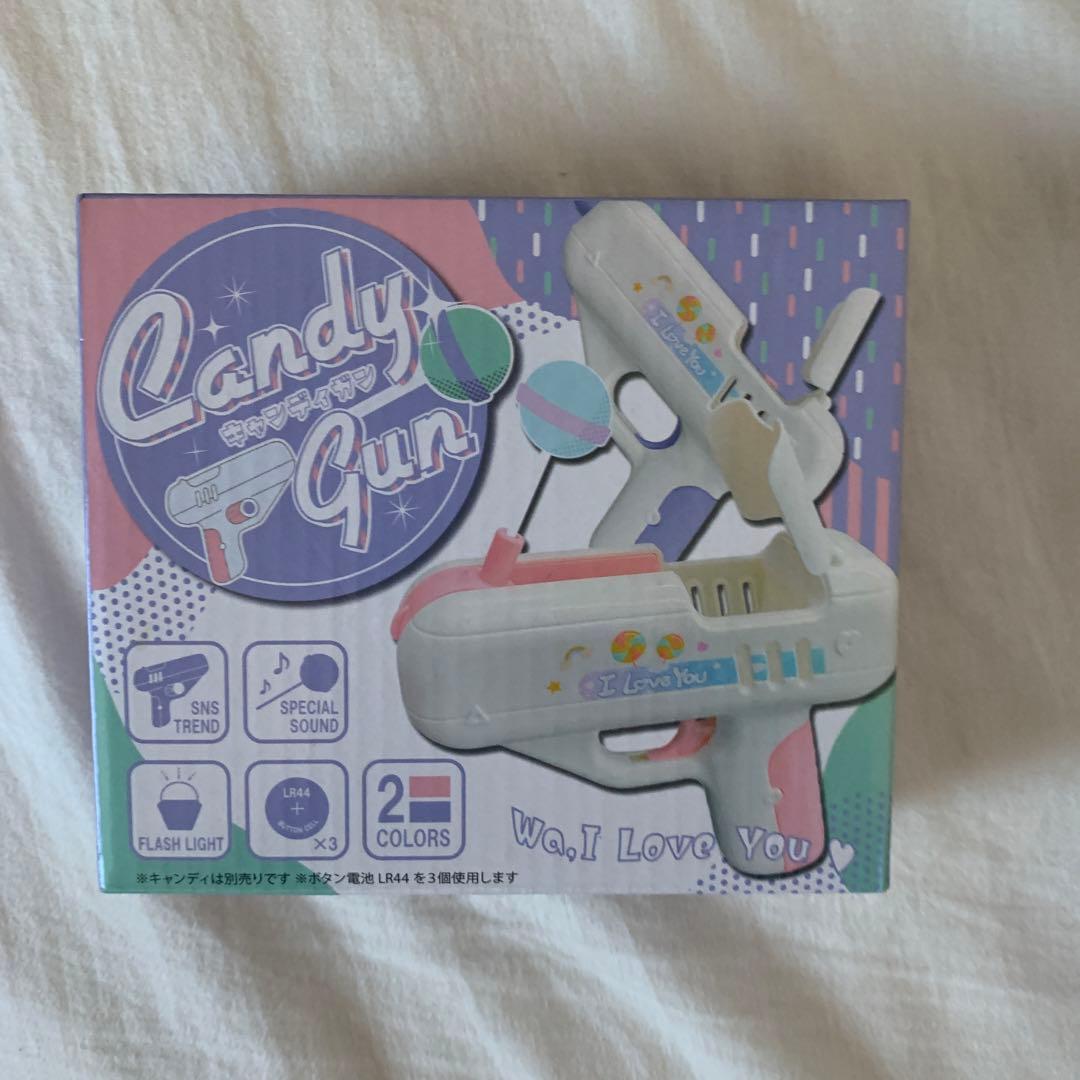 Candy
キャンディガン
Gun
I Love You
I Love You
SNS
TREND
SPECIAL
SOUND
FLASH LIGHT
LR44
+
BUTTON CELL
×3
2
COLORS
Wa,I Love You
※キャンディは別売りです ※ボタン電池 LR44 を3個使用します